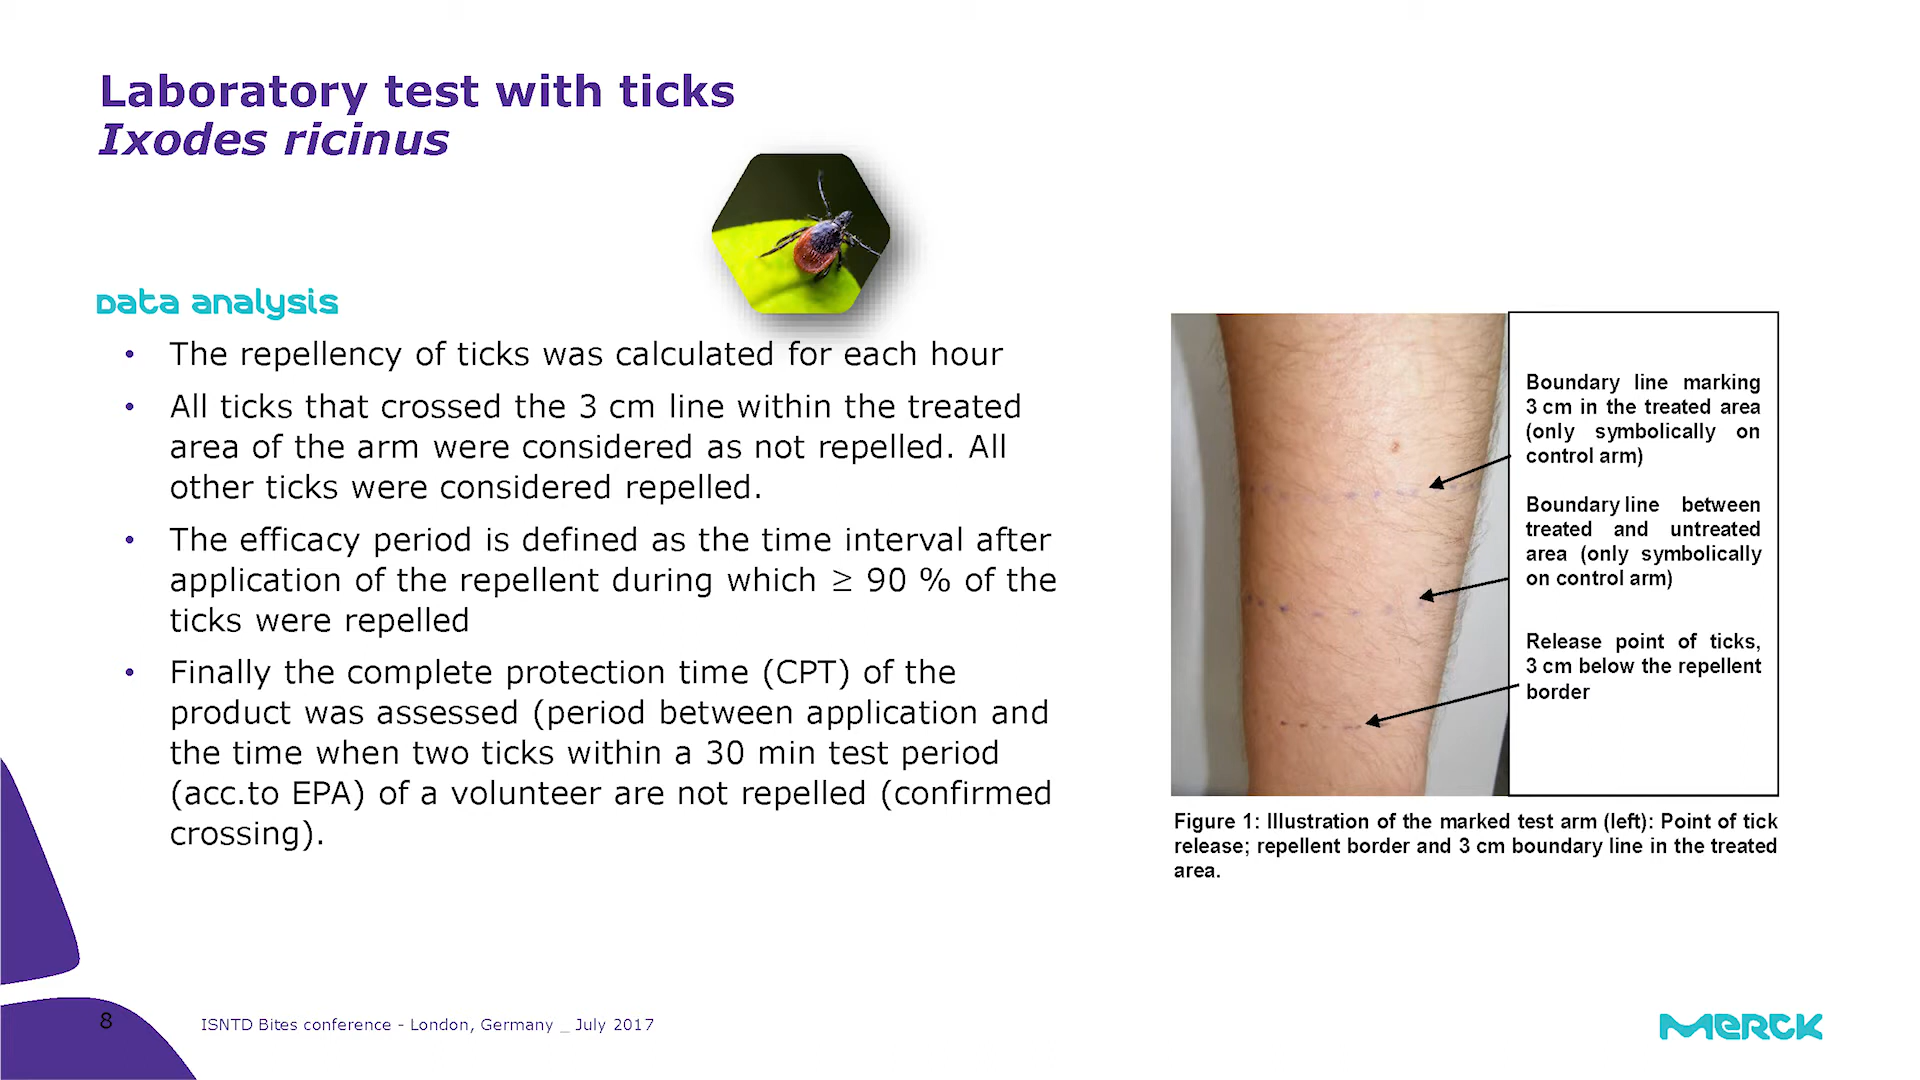 Laboratory test with ticks
Ixodes ricinus
Data analysis
• The repellency of ticks was calculated for each hour
• All ticks that crossed the 3 cm line within the treated
area of the arm were considered as not repelled. All
other ticks were considered repelled.
• The efficacy period is defined as the time interval after
application of the repellent during which ≥ 90 % of the
ticks were repelled
• Finally the complete protection time (CPT) of the
product was assessed (period between application and
the time when two ticks within a 30 min test period
(acc.to EPA) of a volunteer are not repelled (confirmed
crossing).
Boundary line marking
3 cm in the treated area
(only symbolically on
control arm)
Boundary line between
treated and untreated
area (only symbolically
on control arm)
Release point of ticks,
3 cm below the repellent
border
Figure 1: Illustration of the marked test arm (left): Point of tick
release; repellent border and 3 cm boundary line in the treated
area.
8
ISNTD Bites conference - London, Germany _ July 2017
MERCK